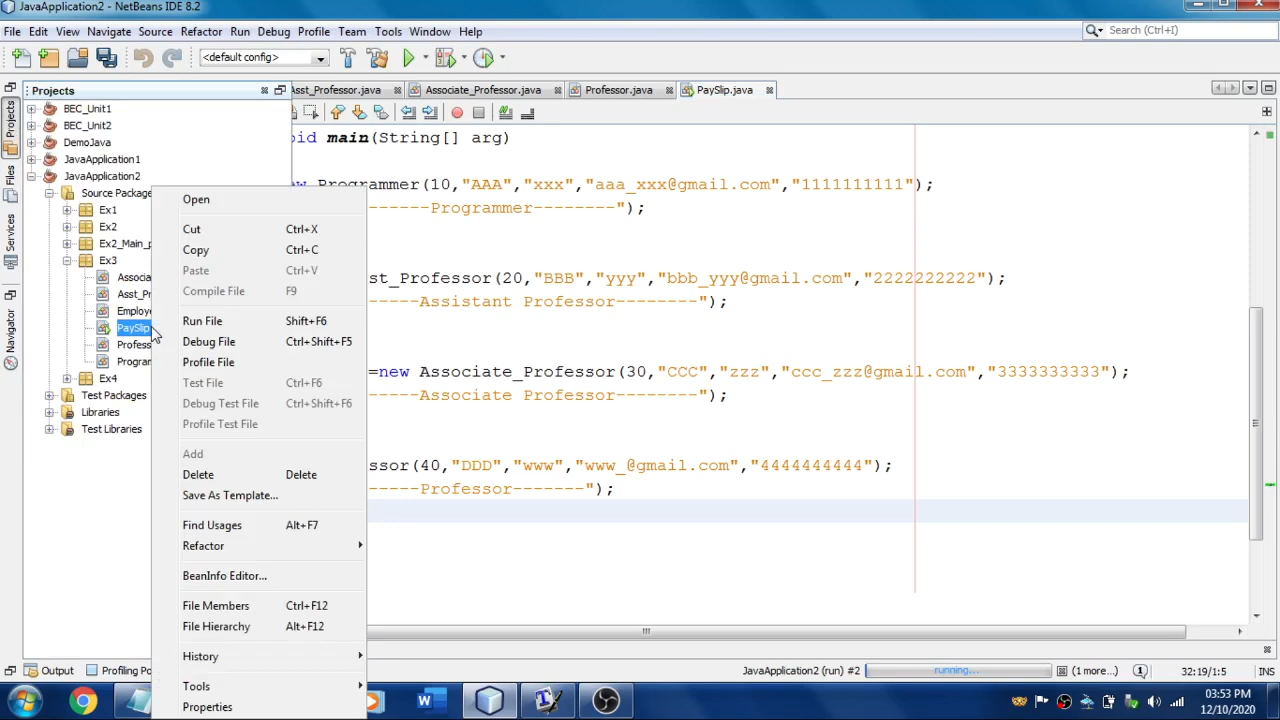 JavaApplication2 - NetBeans IDE 8.2
File Edit View Navigate Source Refactor Run Debug Profile Team Tools Window Help
Search (Ctrl+I)
<default config>
Projects
Asst_Professor.java Associate_Professor.java Professor.java PaySlip.java
Projects
Files
Services
Navigator
BEC_Unit1
BEC_Unit2
DemoJava
JavaApplication1
JavaApplication2
Source Package
Ex1
Ex2
Ex2_Main_p
Ex3
Associa
Asst_Pr
Employe
PaySlip
Profess
Program
Ex4
Test Packages
Libraries
Test Libraries
Open
Cut Ctrl+X
Copy Ctrl+C
Paste Ctrl+V
Compile File F9
Run File Shift+F6
Debug File Ctrl+Shift+F5
Profile File
Test File Ctrl+F6
Debug Test File Ctrl+Shift+F6
Profile Test File
Add
Delete Delete
Save As Template...
Find Usages Alt+F7
Refactor
BeanInfo Editor...
File Members Ctrl+F12
File Hierarchy Alt+F12
History
Tools
Properties
oid main(String[] arg)
ew Programmer(10,"AAA","xxx","aaa_xxx@gmail.com","1111111111");
------Programmer--------");
st_Professor(20,"BBB","yyy","bbb_yyy@gmail.com","2222222222");
-----Assistant Professor--------");
=new Associate_Professor(30,"CCC","zzz","ccc_zzz@gmail.com","3333333333");
-----Associate Professor--------");
ssor(40,"DDD","www","www_@gmail.com","4444444444");
-----Professor-------");
Output Profiling Po
JavaApplication2 (run) #2 running... (1 more...) 32:19/1:5 INS
03:53 PM
12/10/2020